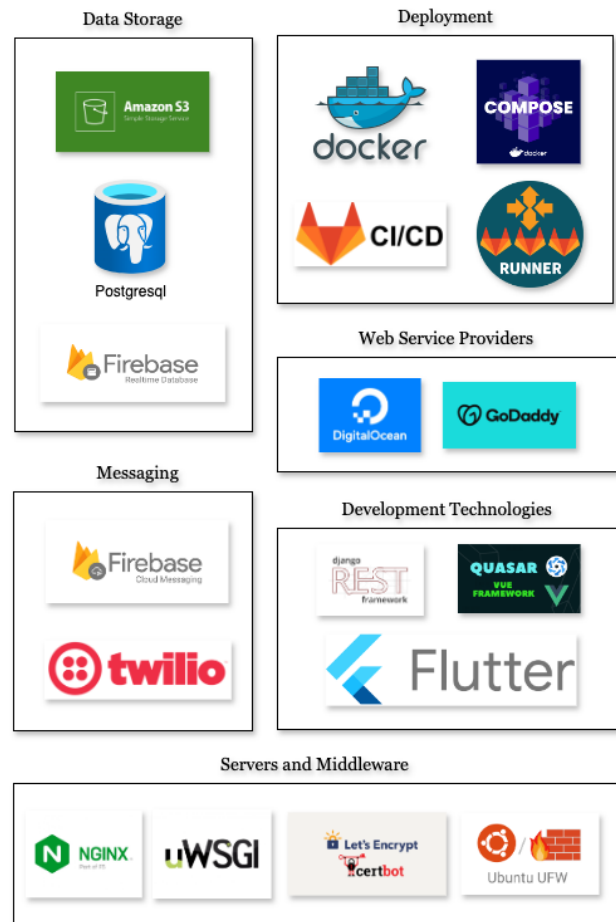 Data Storage
Amazon S3
Simple Storage Service
Postgresql
Firebase
Realtime Database
Deployment
docker
COMPOSE
docker
CI/CD
RUNNER
Web Service Providers
DigitalOcean
GoDaddy
Messaging
Firebase
Cloud Messaging
twilio
Development Technologies
django
REST
framework
QUASAR
VUE
FRAMEWORK
Flutter
Servers and Middleware
N
NGINX
Part of F5
uWSGI
Let's Encrypt
certbot
/
Ubuntu UFW